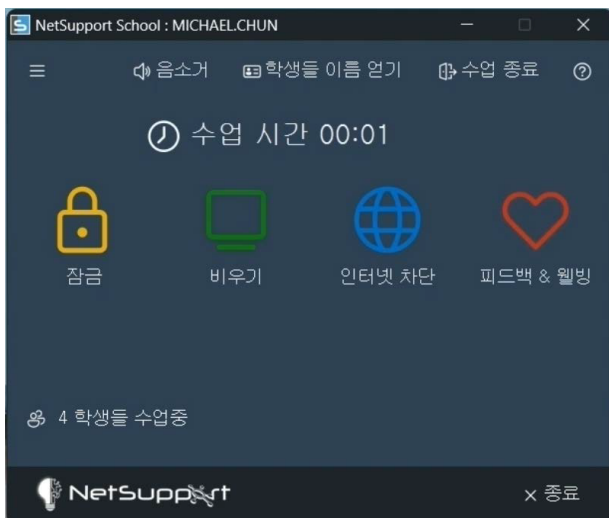 NetSupport School : MICHAEL.CHUN
음소거 학생들 이름 얻기 수업 종료
수업 시간 00:01
잠금 비우기 인터넷 차단 피드백 & 웰빙
4 학생들 수업중
NetSupport × 종료